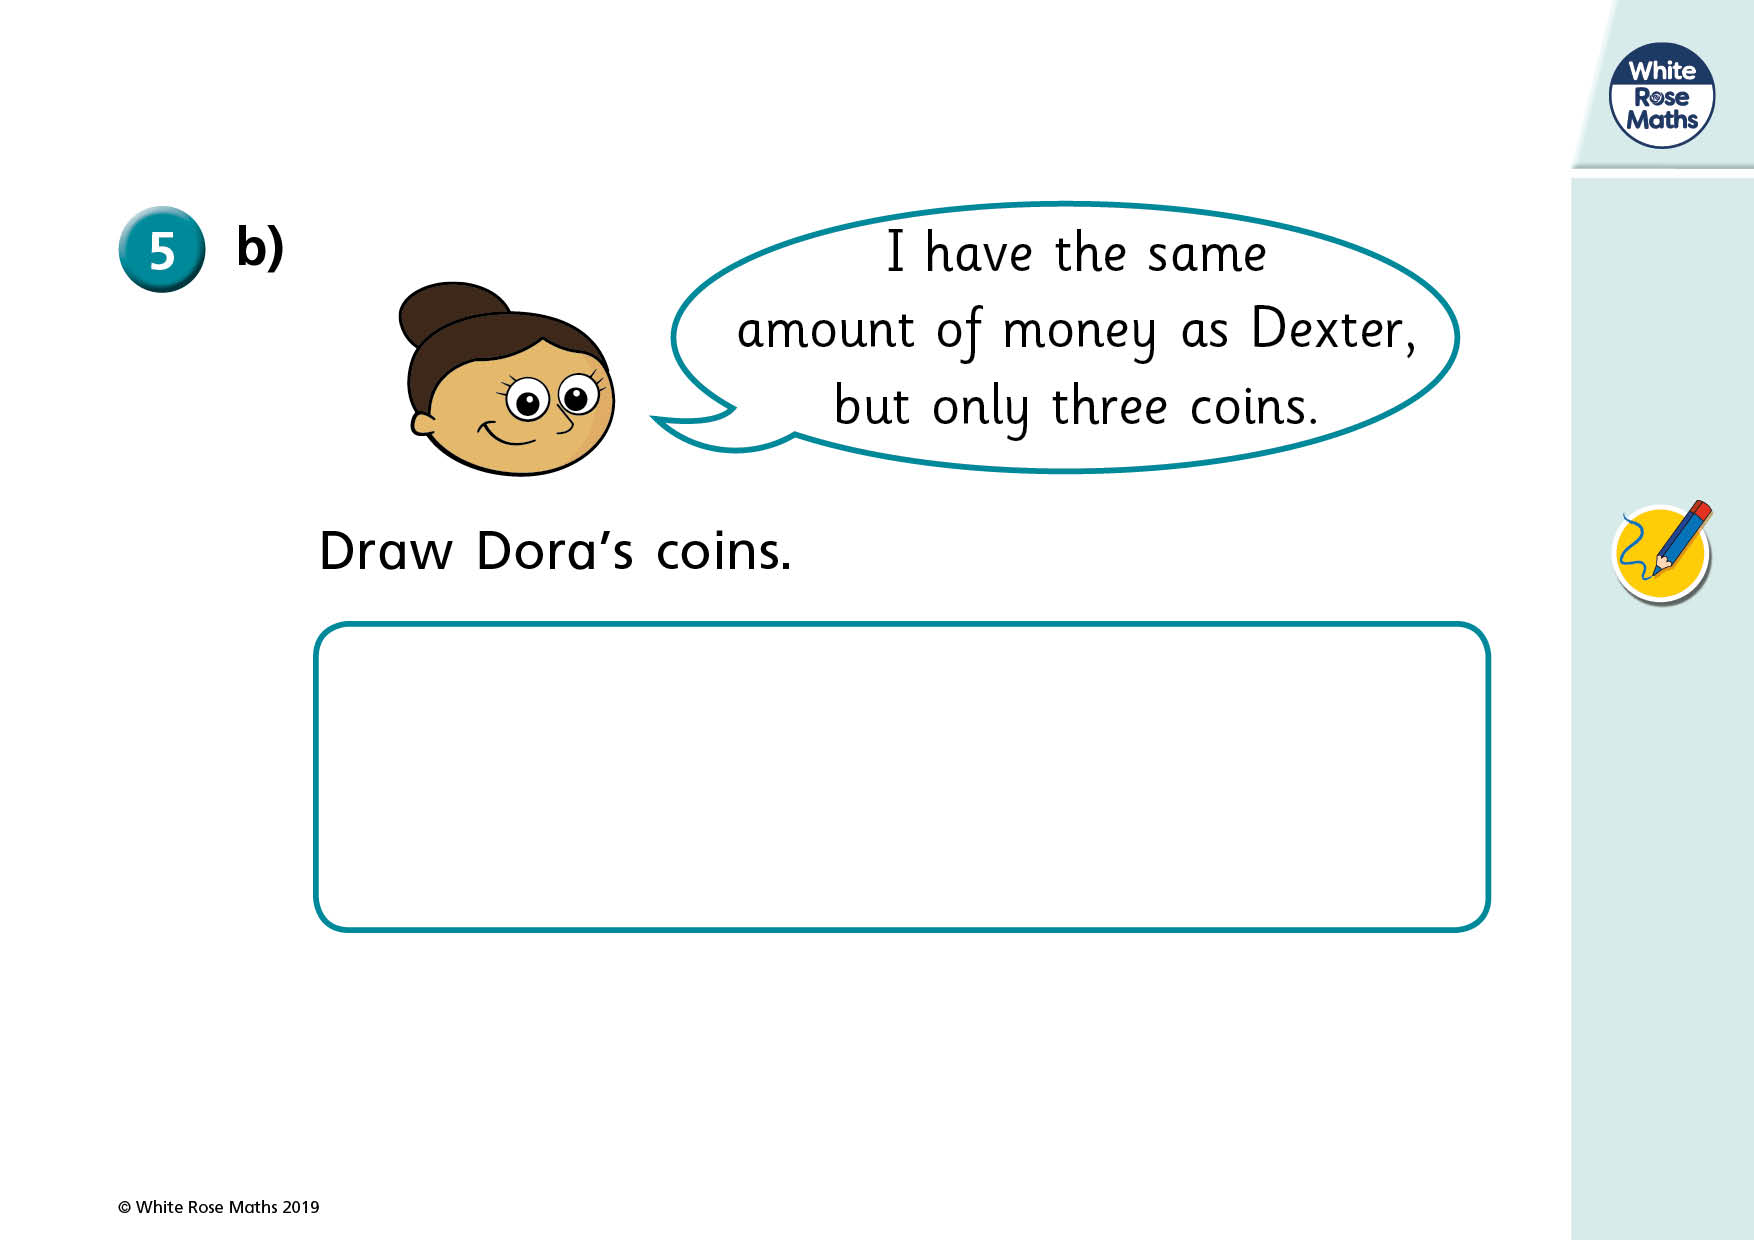 White
Rose
Maths
5 b)
I have the same
amount of money as Dexter,
but only three coins.
Draw Dora's coins.
© White Rose Maths 2019